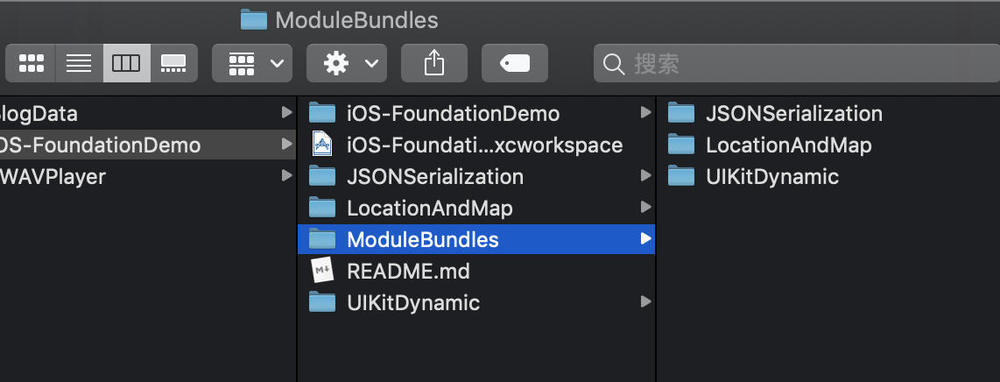 ModuleBundles
搜索
logData
OS-FoundationDemo
WAVPlayer
iOS-FoundationDemo
iOS-Foundati...xcworkspace
JSONSerialization
LocationAndMap
ModuleBundles
README.md
UIKitDynamic
JSONSerialization
LocationAndMap
UIKitDynamic